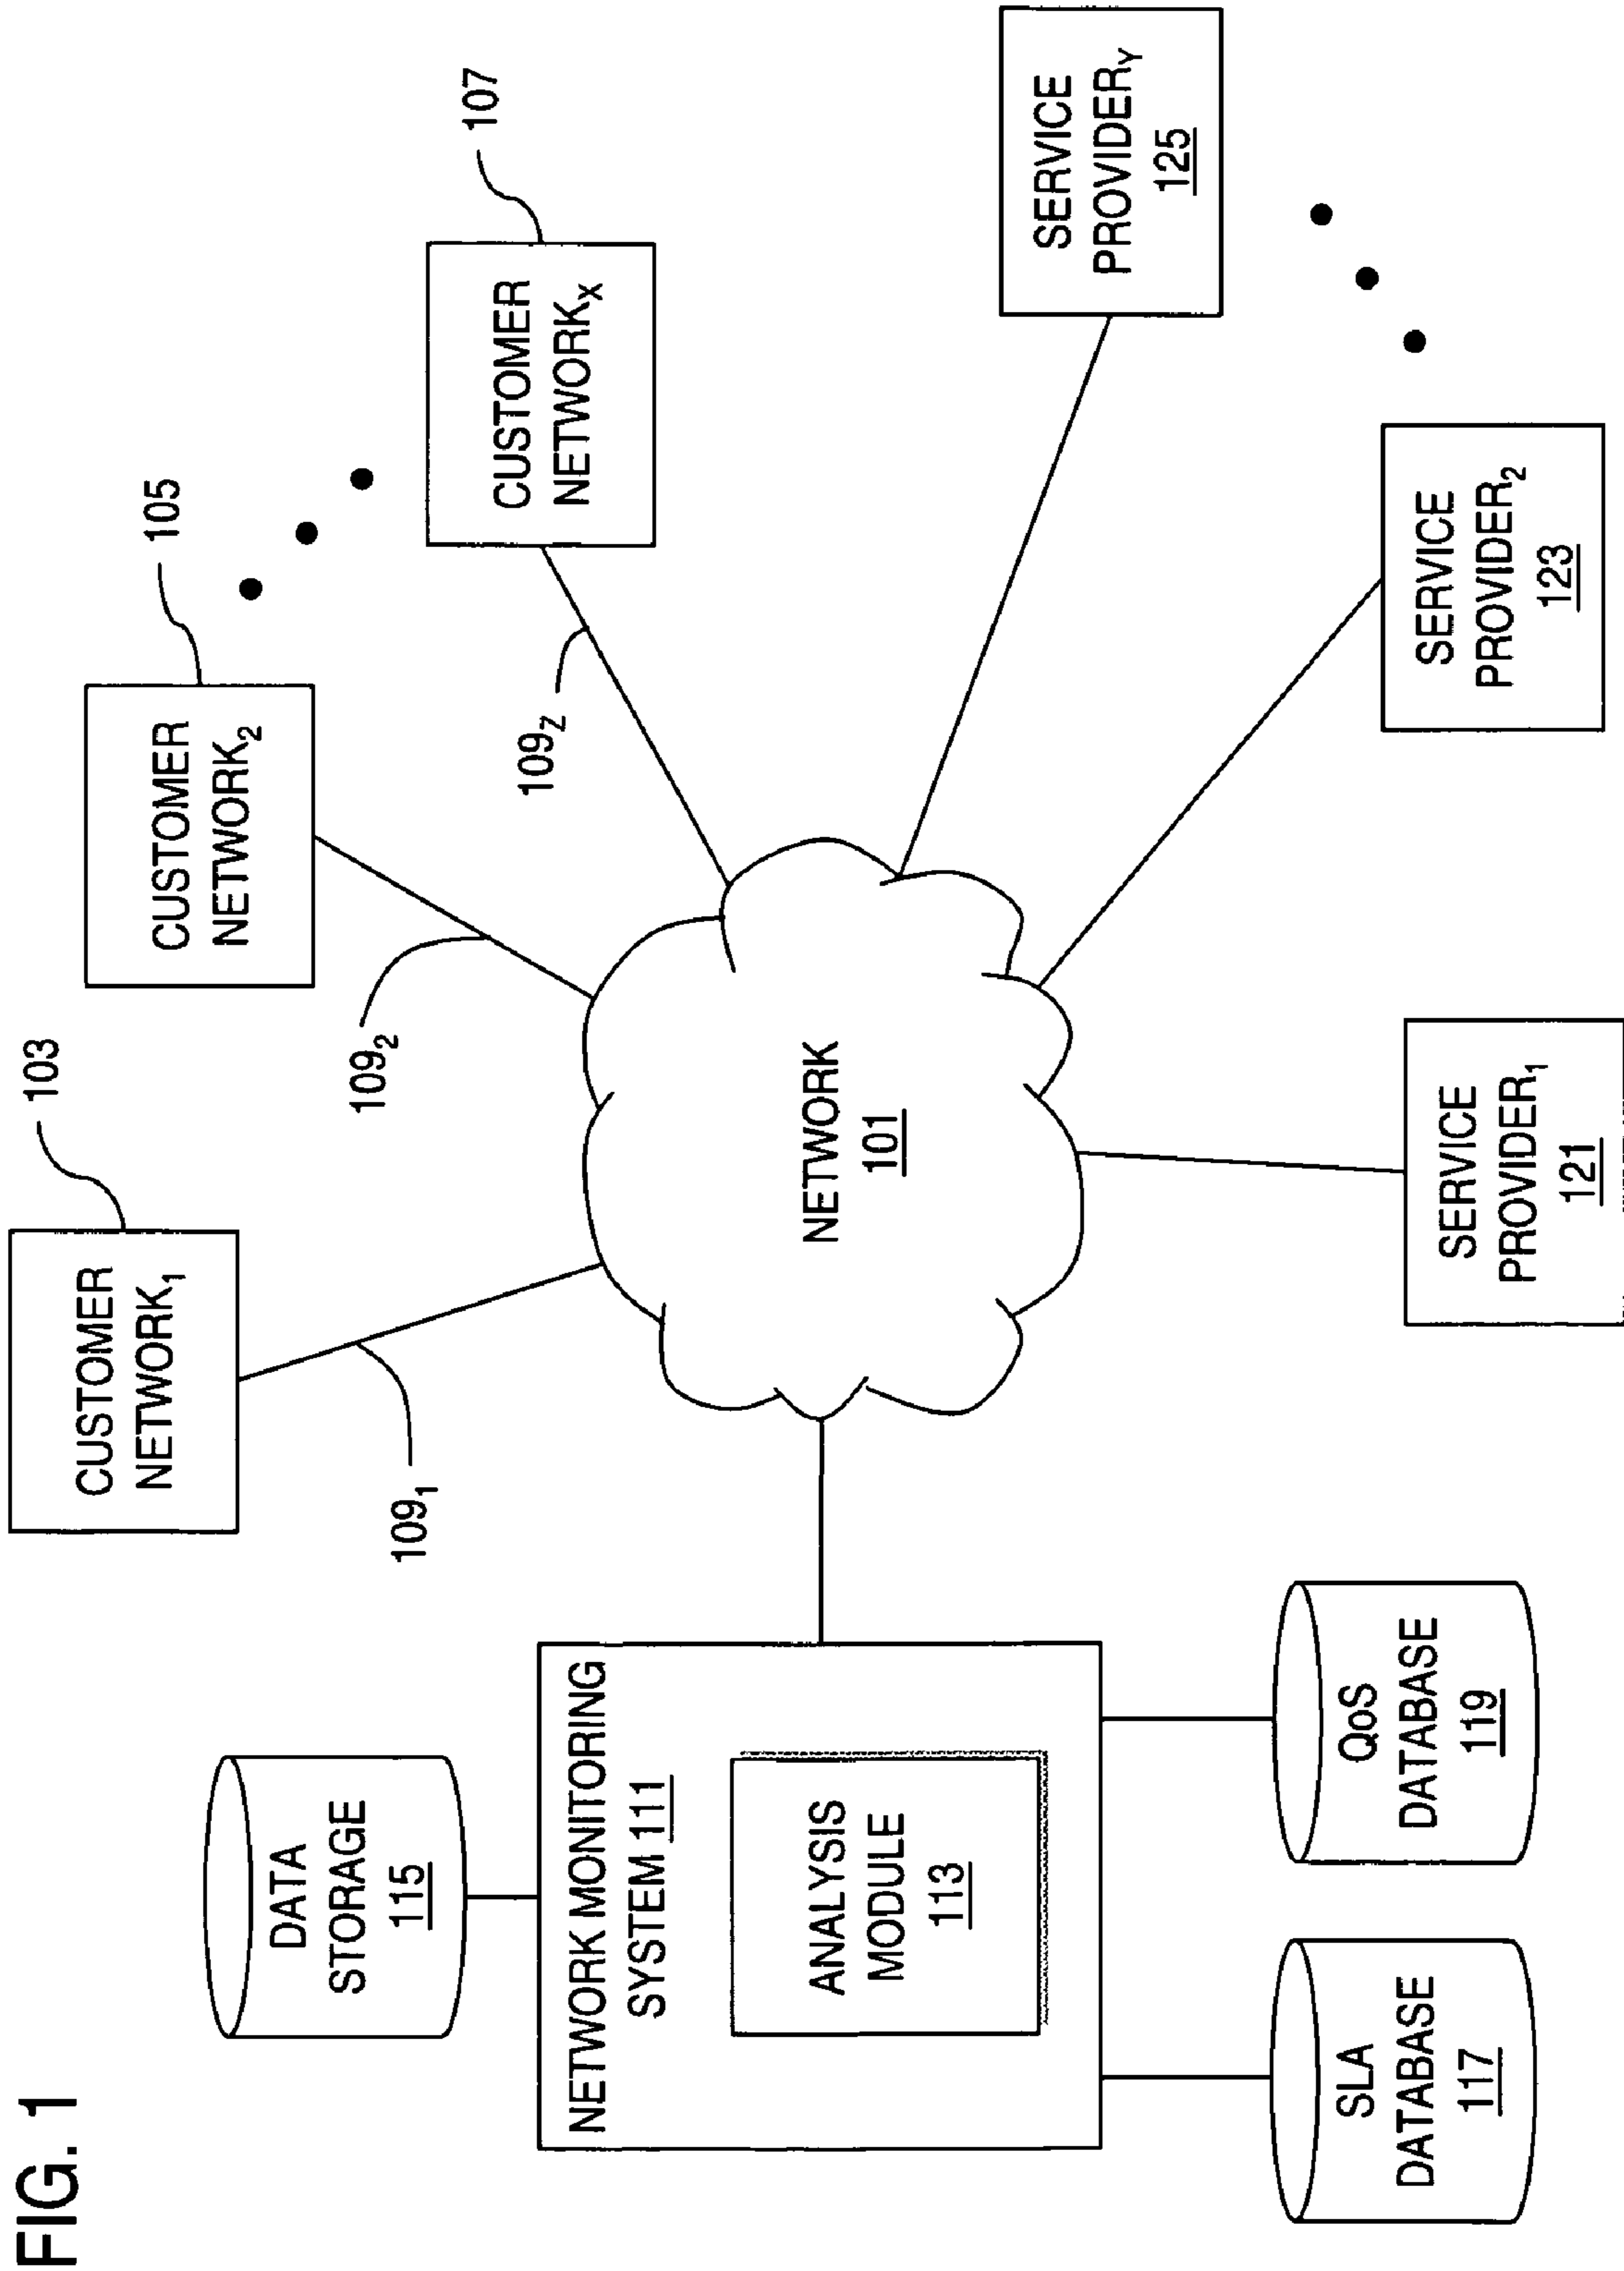 FIG. 1
DATA
STORAGE
115
NETWORK MONITORING
SYSTEM 111
ANALYSIS
MODULE
113
SLA
DATABASE
117
QoS
DATABASE
119
CUSTOMER
NETWORK₁
103
109₁
CUSTOMER
NETWORK₂
105
109₂
CUSTOMER
NETWORKX
107
109Z
NETWORK
101
SERVICE
PROVIDER₁
121
SERVICE
PROVIDER₂
123
SERVICE
PROVIDERY
125